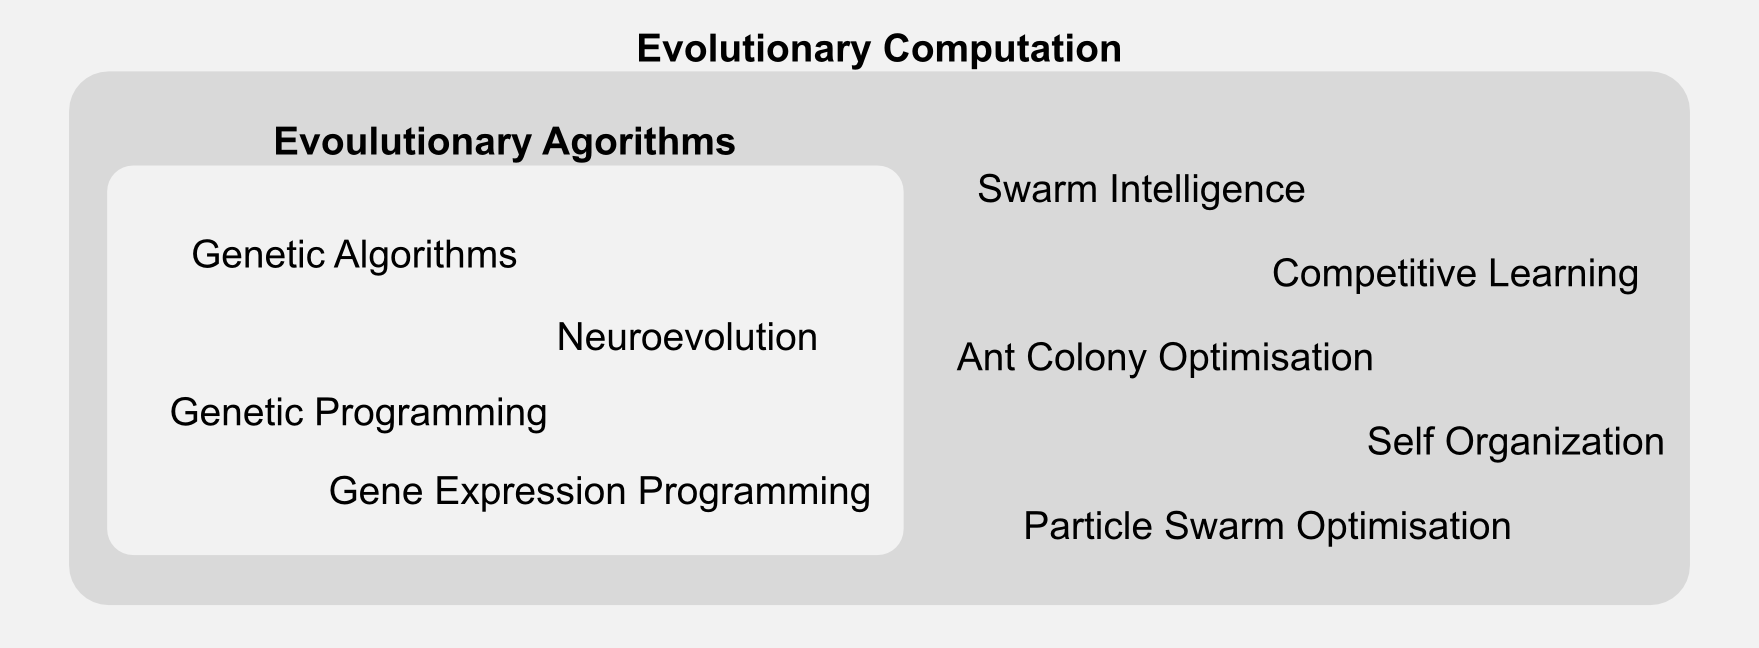 Evolutionary Computation
Evoulutionary Agorithms
Genetic Algorithms
Neuroevolution
Genetic Programming
Gene Expression Programming
Swarm Intelligence
Competitive Learning
Ant Colony Optimisation
Self Organization
Particle Swarm Optimisation